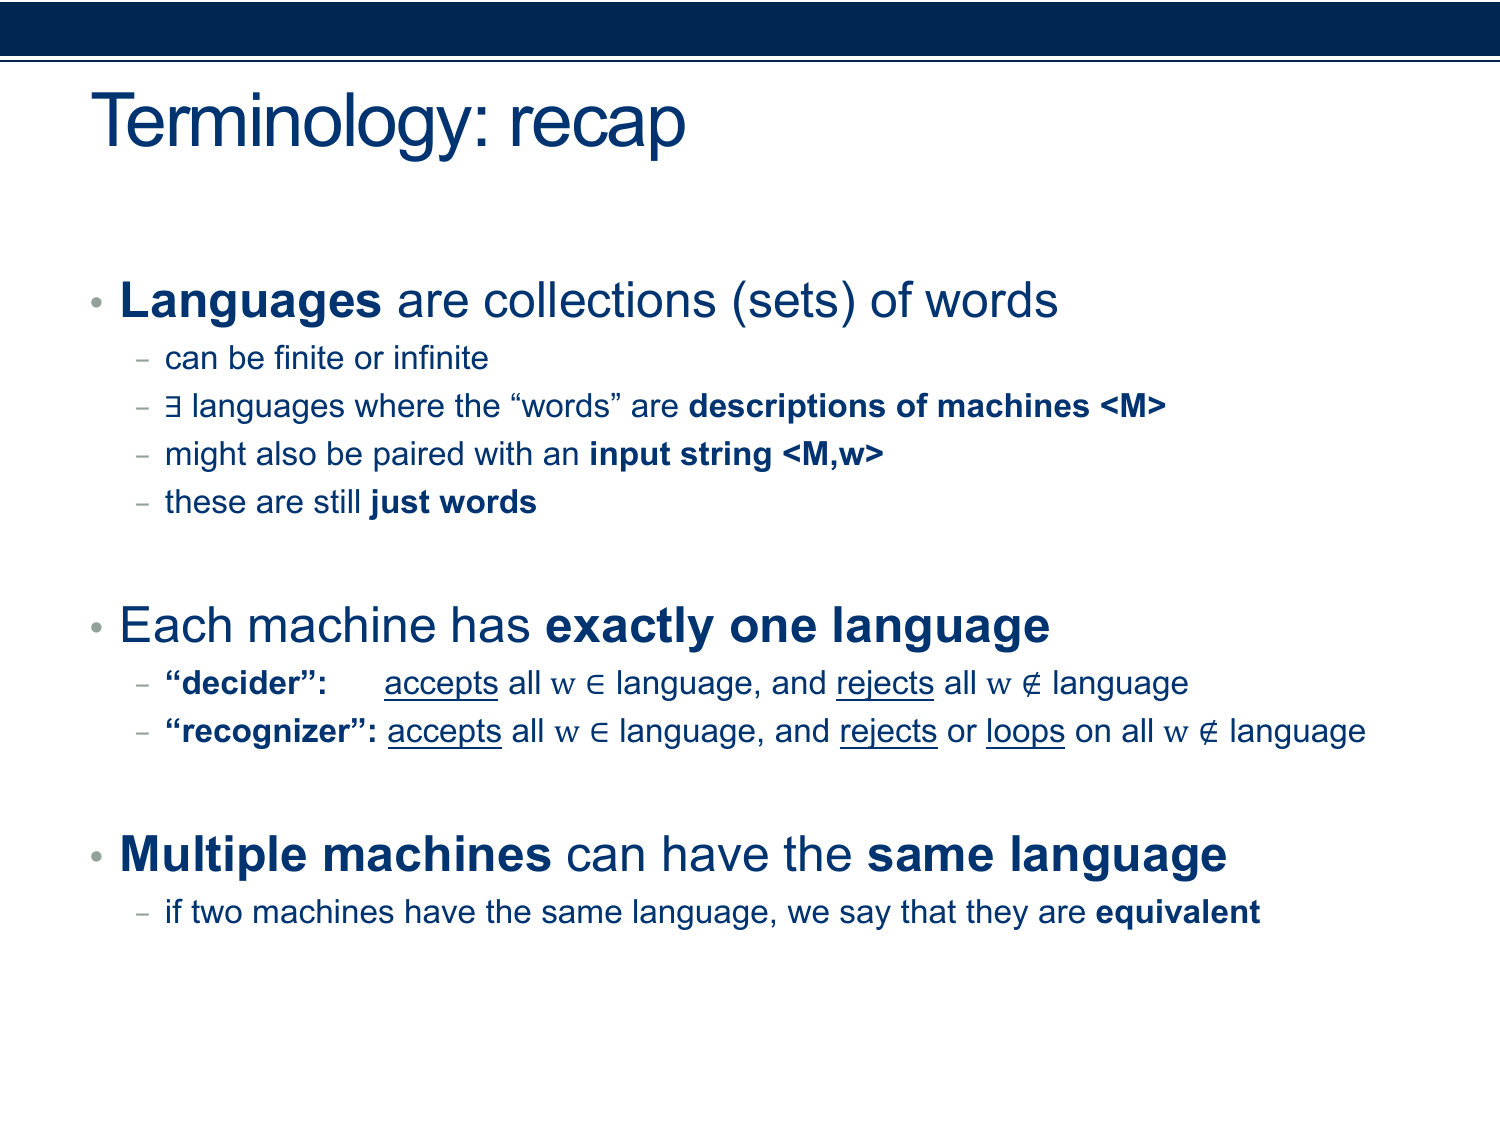 Terminology: recap
• Languages are collections (sets) of words
– can be finite or infinite
– ∃ languages where the “words” are descriptions of machines <M>
– might also be paired with an input string <M,w>
– these are still just words
• Each machine has exactly one language
– “decider”: accepts all w ∈ language, and rejects all w ∉ language
– “recognizer”: accepts all w ∈ language, and rejects or loops on all w ∉ language
• Multiple machines can have the same language
– if two machines have the same language, we say that they are equivalent